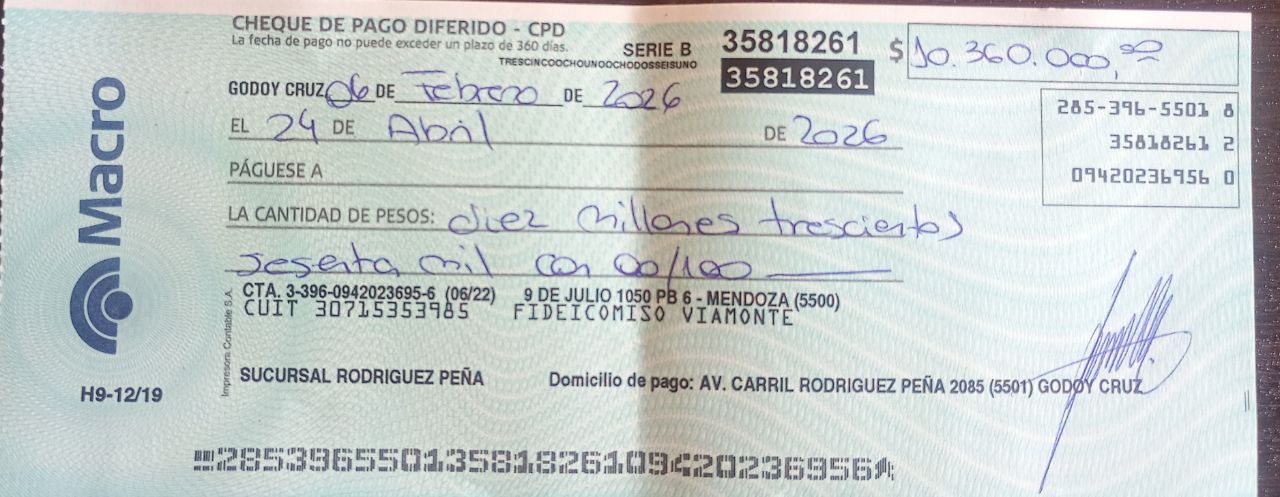 CHEQUE DE PAGO DIFERIDO - CPD
La fecha de pago no puede exceder un plazo de 360 días.
SERIE B 35818261 $ 10.360.000,00
TRESCINCOOCHOUNOOCHODOSSEISUNO
35818261
GODOY CRUZ, 06 DE Febrero DE 2026
285-396-5501 8
EL 24 DE Abril DE 2026
35818261 2
PÁGUESE A
09420236956 0
LA CANTIDAD DE PESOS: diez millones trescientos
sesenta mil con 00/100
CTA. 3-396-0942023695-6 (06/22) 9 DE JULIO 1050 PB 6 - MENDOZA (5500)
CUIT 30715353985 FIDEICOMISO VIAMONTE
SUCURSAL RODRIGUEZ PEÑA
Domicilio de pago: AV. CARRIL RODRIGUEZ PEÑA 2085 (5501) GODOY CRUZ
Macro
H9-12/19
Impresora Contable S.A.
28539655013581826109420236956